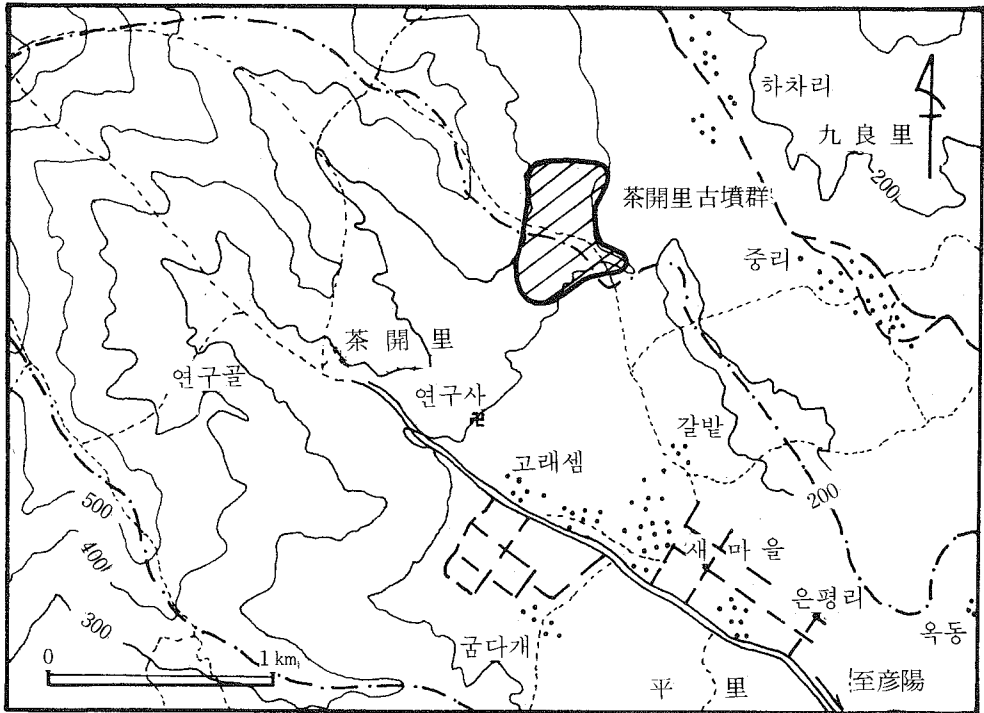 하차리
九良里
200
茶開里古墳群
중리
茶開里
연구골
연구사
갈밭
고래셈
500
200
400
새마을
은평리
300
옥동
굼다개
0 1 km
平里
至彦陽